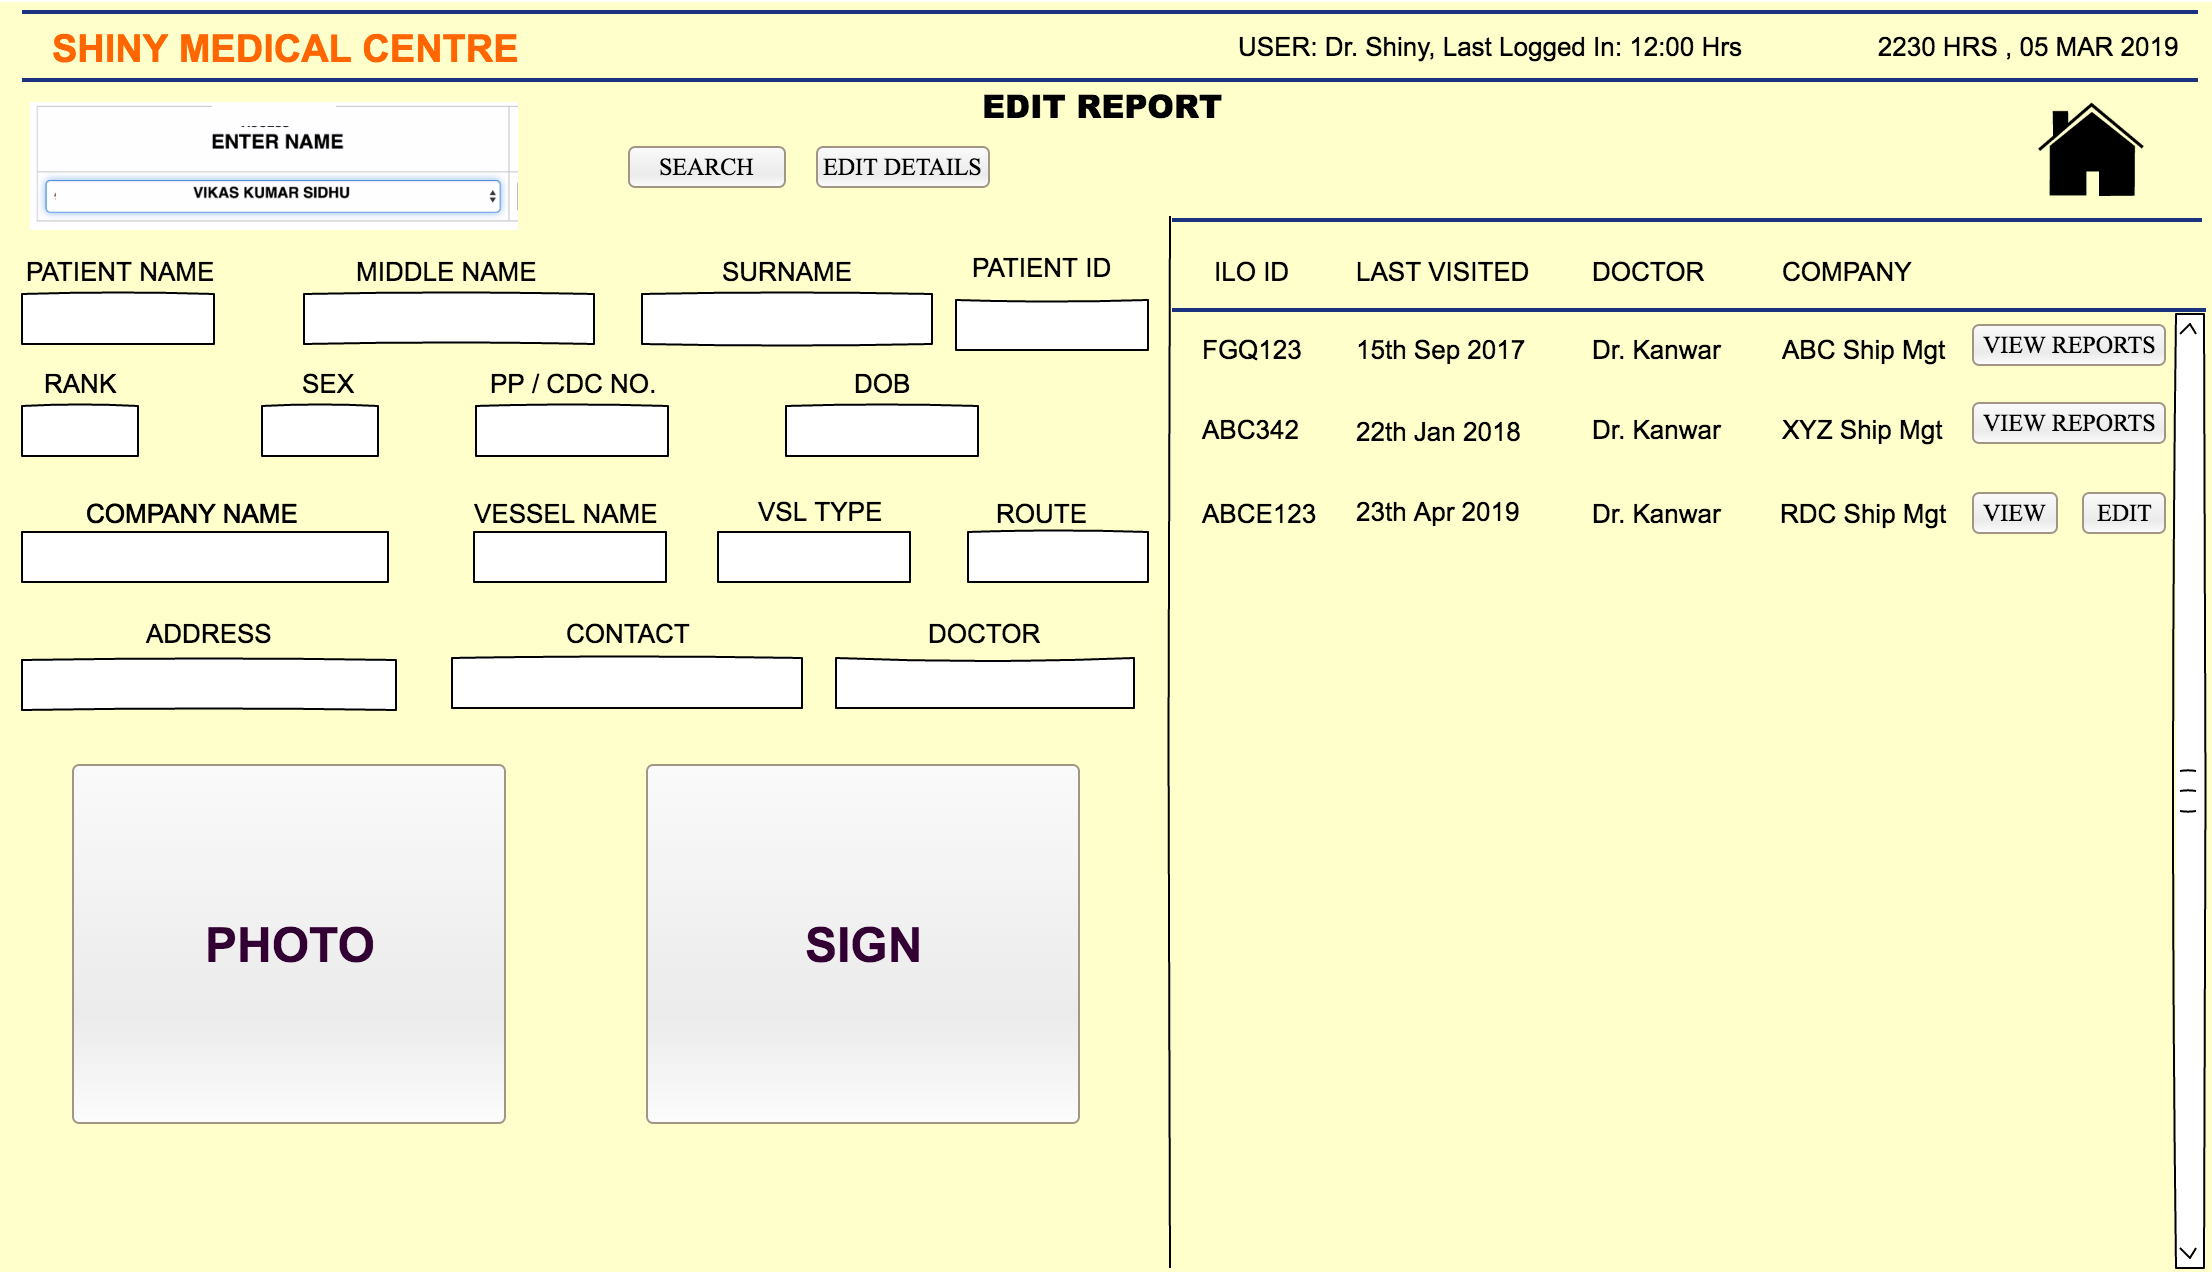 SHINY MEDICAL CENTRE
USER: Dr. Shiny, Last Logged In: 12:00 Hrs
2230 HRS , 05 MAR 2019
EDIT REPORT
ENTER NAME
VIKAS KUMAR SIDHU
SEARCH
EDIT DETAILS
PATIENT NAME
MIDDLE NAME
SURNAME
PATIENT ID
RANK
SEX
PP / CDC NO.
DOB
COMPANY NAME
VESSEL NAME
VSL TYPE
ROUTE
ADDRESS
CONTACT
DOCTOR
PHOTO
SIGN
ILO ID LAST VISITED DOCTOR COMPANY
FGQ123 15th Sep 2017 Dr. Kanwar ABC Ship Mgt VIEW REPORTS
ABC342 22th Jan 2018 Dr. Kanwar XYZ Ship Mgt VIEW REPORTS
ABCE123 23th Apr 2019 Dr. Kanwar RDC Ship Mgt VIEW EDIT